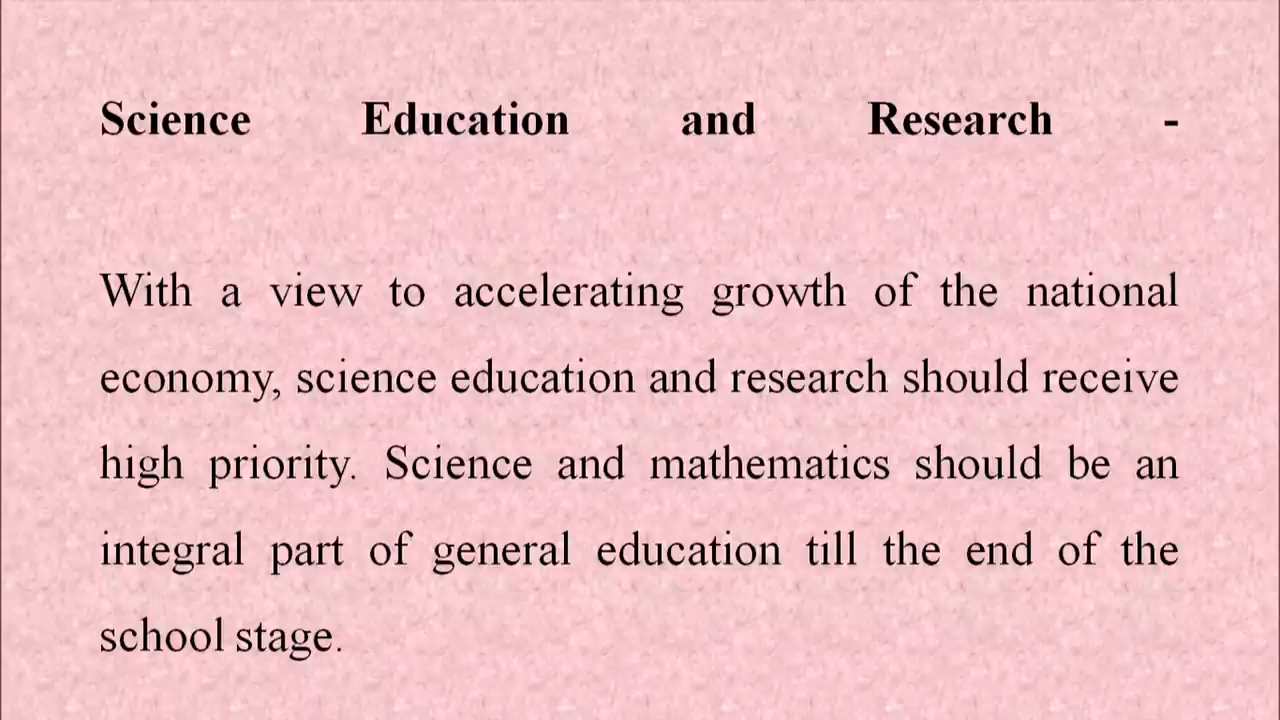 Science Education and Research -
With a view to accelerating growth of the national
economy, science education and research should receive
high priority. Science and mathematics should be an
integral part of general education till the end of the
school stage.